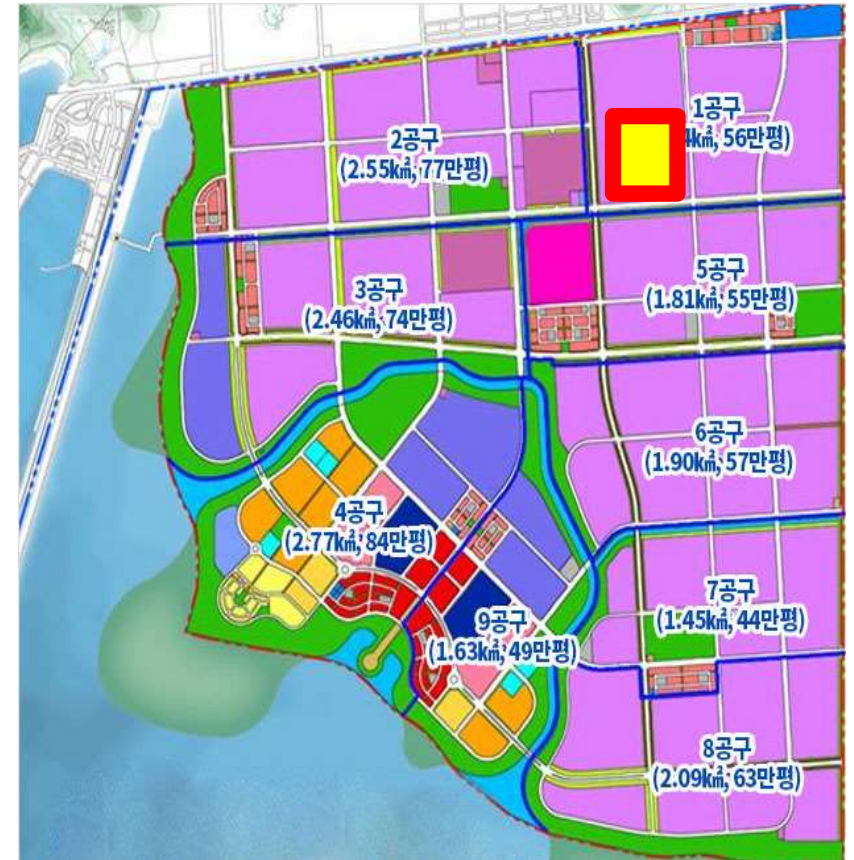 1공구
4㎢, 56만평)
2공구
(2.55㎢, 77만평)
5공구
(1.81㎢, 55만평)
3공구
(2.46㎢, 74만평)
6공구
(1.90㎢, 57만평)
4공구
(2.77㎢, 84만평)
7공구
(1.45㎢, 44만평)
9공구
(1.63㎢, 49만평)
8공구
(2.09㎢, 63만평)